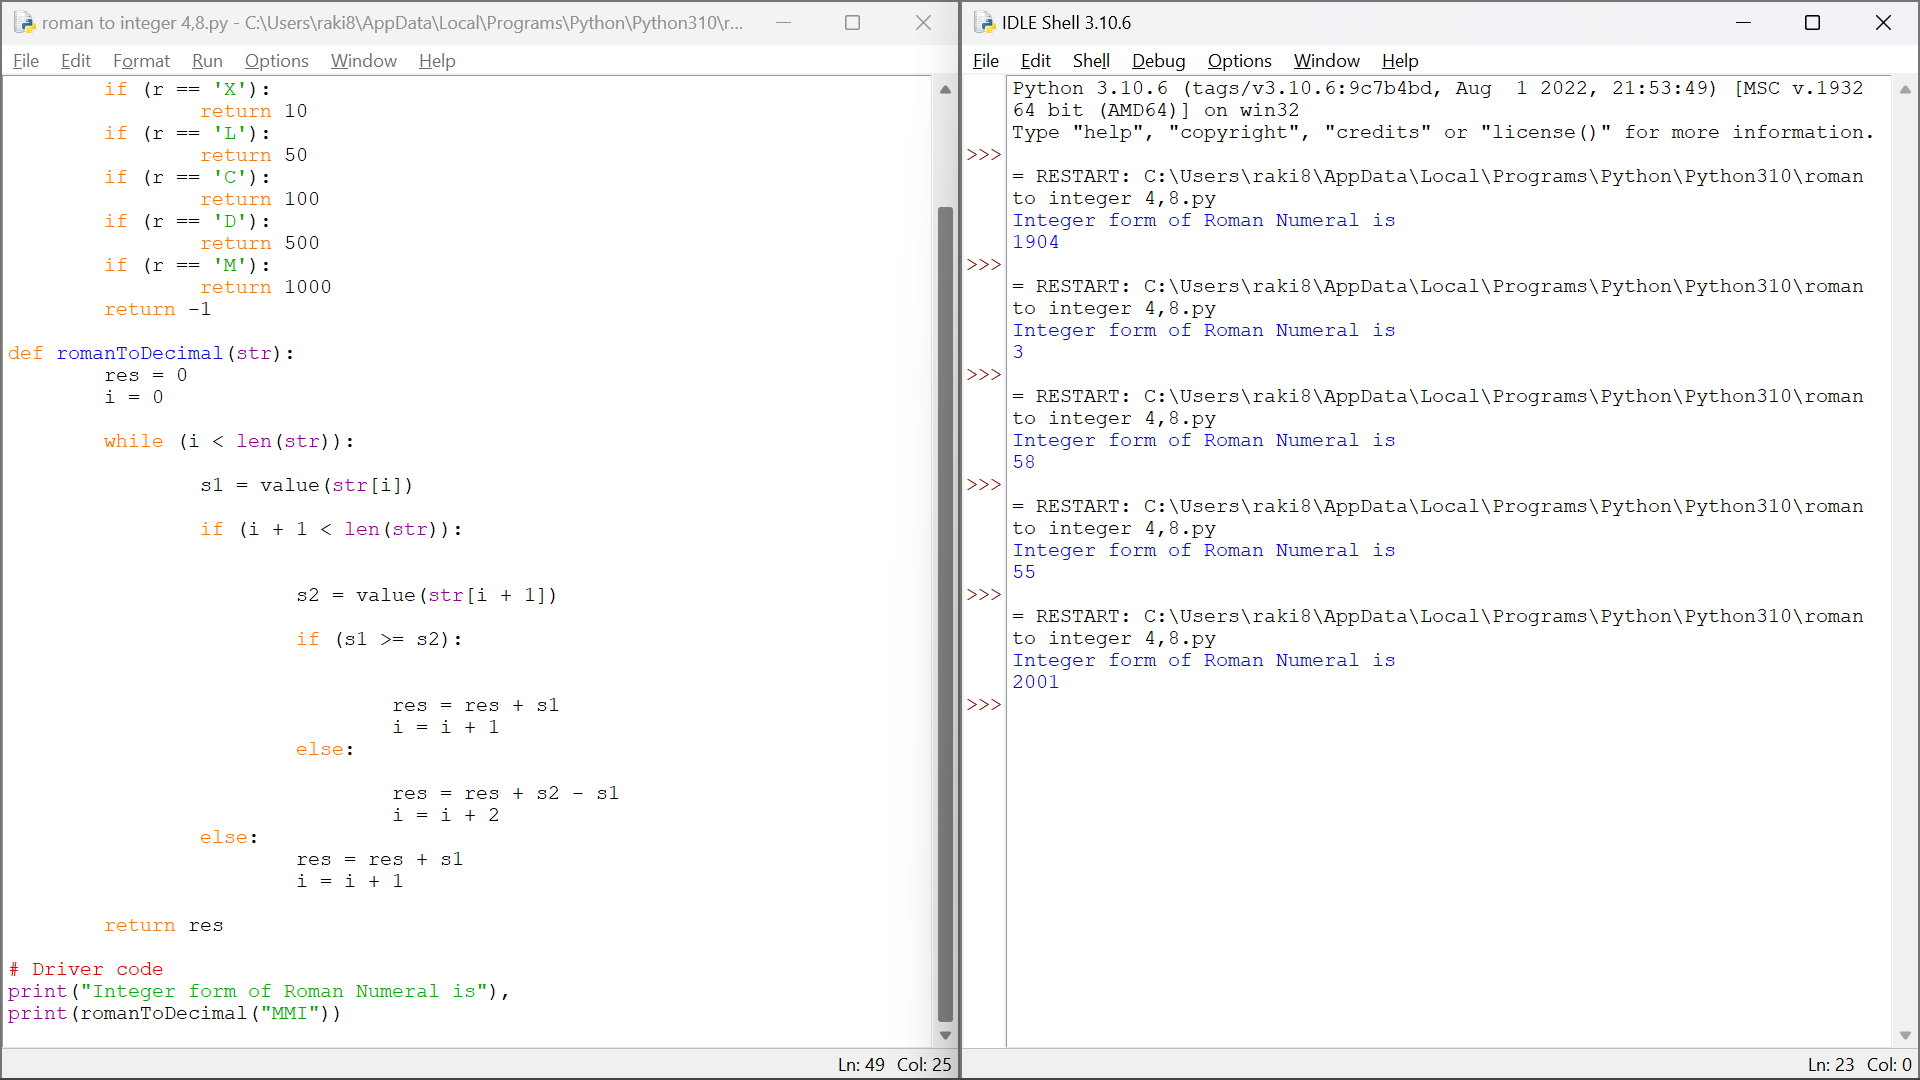 roman to integer 4,8.py - C:\Users\raki8\AppData\Local\Programs\Python\Python310\r...
File Edit Format Run Options Window Help
if (r == 'X'):
return 10
if (r == 'L'):
return 50
if (r == 'C'):
return 100
if (r == 'D'):
return 500
if (r == 'M'):
return 1000
return -1
def romanToDecimal(str):
res = 0
i = 0
while (i < len(str)):
s1 = value(str[i])
if (i + 1 < len(str)):
s2 = value(str[i + 1])
if (s1 >= s2):
res = res + s1
i = i + 1
else:
res = res + s2 - s1
i = i + 2
else:
res = res + s1
i = i + 1
return res
# Driver code
print("Integer form of Roman Numeral is"),
print(romanToDecimal("MMI"))
Ln: 49 Col: 25
IDLE Shell 3.10.6
File Edit Shell Debug Options Window Help
Python 3.10.6 (tags/v3.10.6:9c7b4bd, Aug  1 2022, 21:53:49) [MSC v.1932
64 bit (AMD64)] on win32
Type "help", "copyright", "credits" or "license()" for more information.
>>>
= RESTART: C:\Users\raki8\AppData\Local\Programs\Python\Python310\roman
to integer 4,8.py
Integer form of Roman Numeral is
1904
>>>
= RESTART: C:\Users\raki8\AppData\Local\Programs\Python\Python310\roman
to integer 4,8.py
Integer form of Roman Numeral is
3
>>>
= RESTART: C:\Users\raki8\AppData\Local\Programs\Python\Python310\roman
to integer 4,8.py
Integer form of Roman Numeral is
58
>>>
= RESTART: C:\Users\raki8\AppData\Local\Programs\Python\Python310\roman
to integer 4,8.py
Integer form of Roman Numeral is
55
>>>
= RESTART: C:\Users\raki8\AppData\Local\Programs\Python\Python310\roman
to integer 4,8.py
Integer form of Roman Numeral is
2001
>>>
Ln: 23 Col: 0